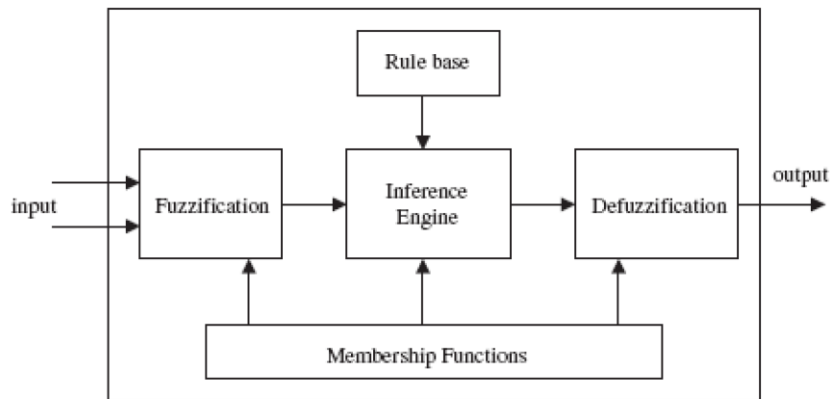 Rule base
input
Fuzzification
Inference
Engine
Defuzzification
output
Membership Functions